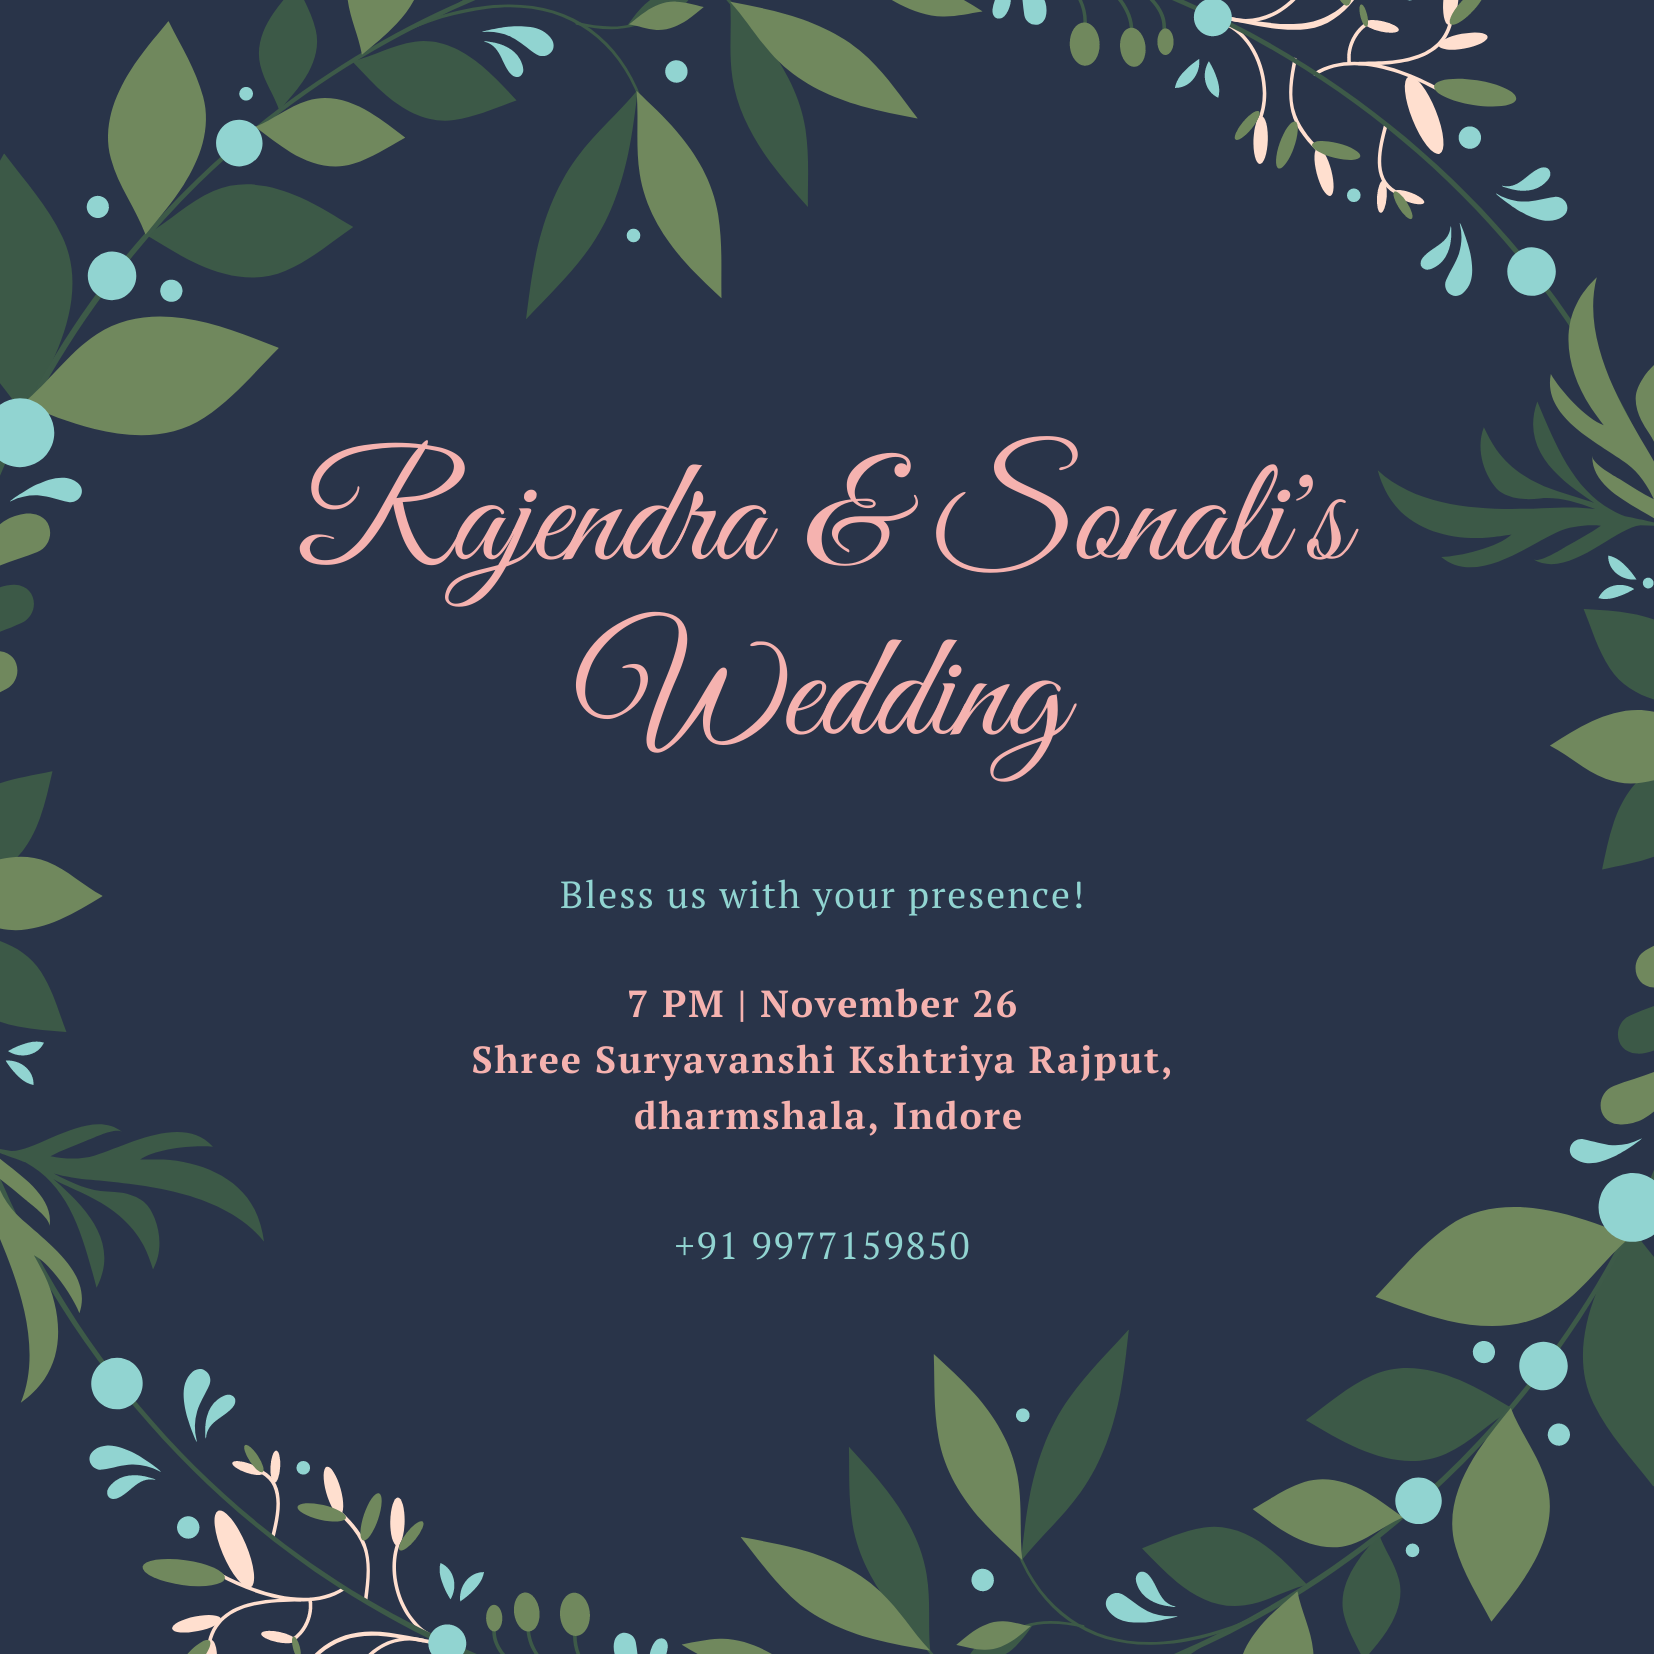 Rajendra & Sonali’s
Wedding
Bless us with your presence!
7 PM | November 26
Shree Suryavanshi Kshtriya Rajput,
dharmshala, Indore
+91 9977159850